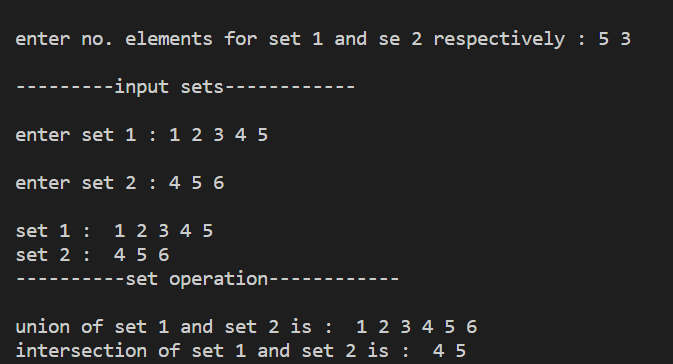 enter no. elements for set 1 and se 2 respectively : 5 3
---------input sets------------
enter set 1 : 1 2 3 4 5
enter set 2 : 4 5 6
set 1 :  1 2 3 4 5
set 2 :  4 5 6
----------set operation------------
union of set 1 and set 2 is :  1 2 3 4 5 6
intersection of set 1 and set 2 is :  4 5